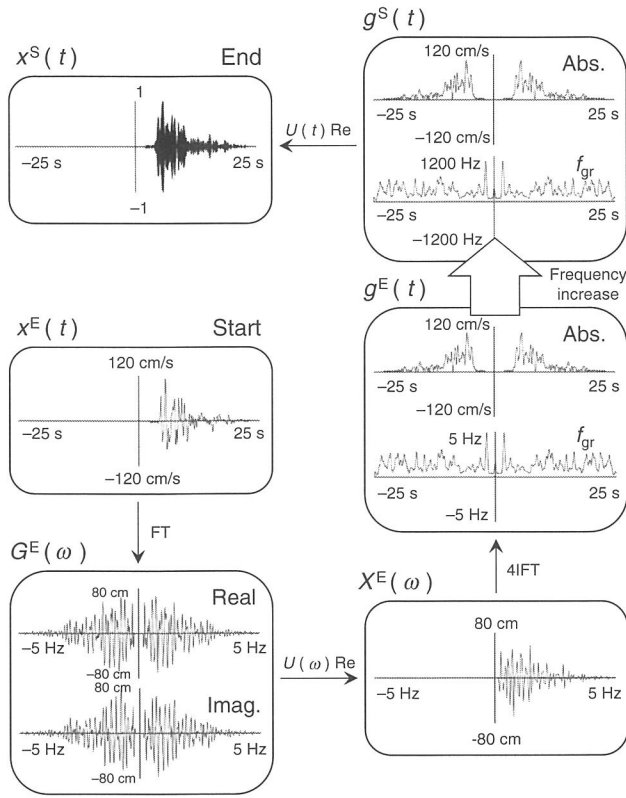 x^S(t) End
1
–25 s 25 s
–1
U(t) Re
g^S(t)
120 cm/s Abs.
–25 s 25 s
–120 cm/s
1200 Hz f_gr
–25 s 25 s
–1200 Hz
Frequency
increase
g^E(t)
120 cm/s Abs.
–25 s 25 s
–120 cm/s
5 Hz f_gr
–25 s 25 s
–5 Hz
x^E(t) Start
120 cm/s
–25 s 25 s
–120 cm/s
FT
G^E(ω)
80 cm Real
–5 Hz 5 Hz
–80 cm
80 cm
Imag.
–5 Hz 5 Hz
–80 cm
U(ω) Re
4IFT
X^E(ω)
80 cm
–5 Hz 5 Hz
-80 cm